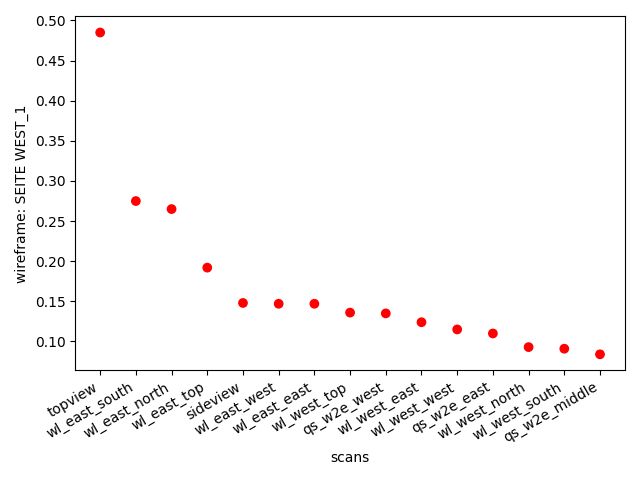 0.50
0.45
0.40
0.35
0.30
0.25
0.20
0.15
0.10
wireframe: SEITE WEST_1
topview
wl_east_south
wl_east_north
wl_east_top
sideview
wl_east_west
wl_east_east
wl_west_top
qs_w2e_west
wl_west_east
wl_west_west
qs_w2e_east
wl_west_north
wl_west_south
qs_w2e_middle
scans